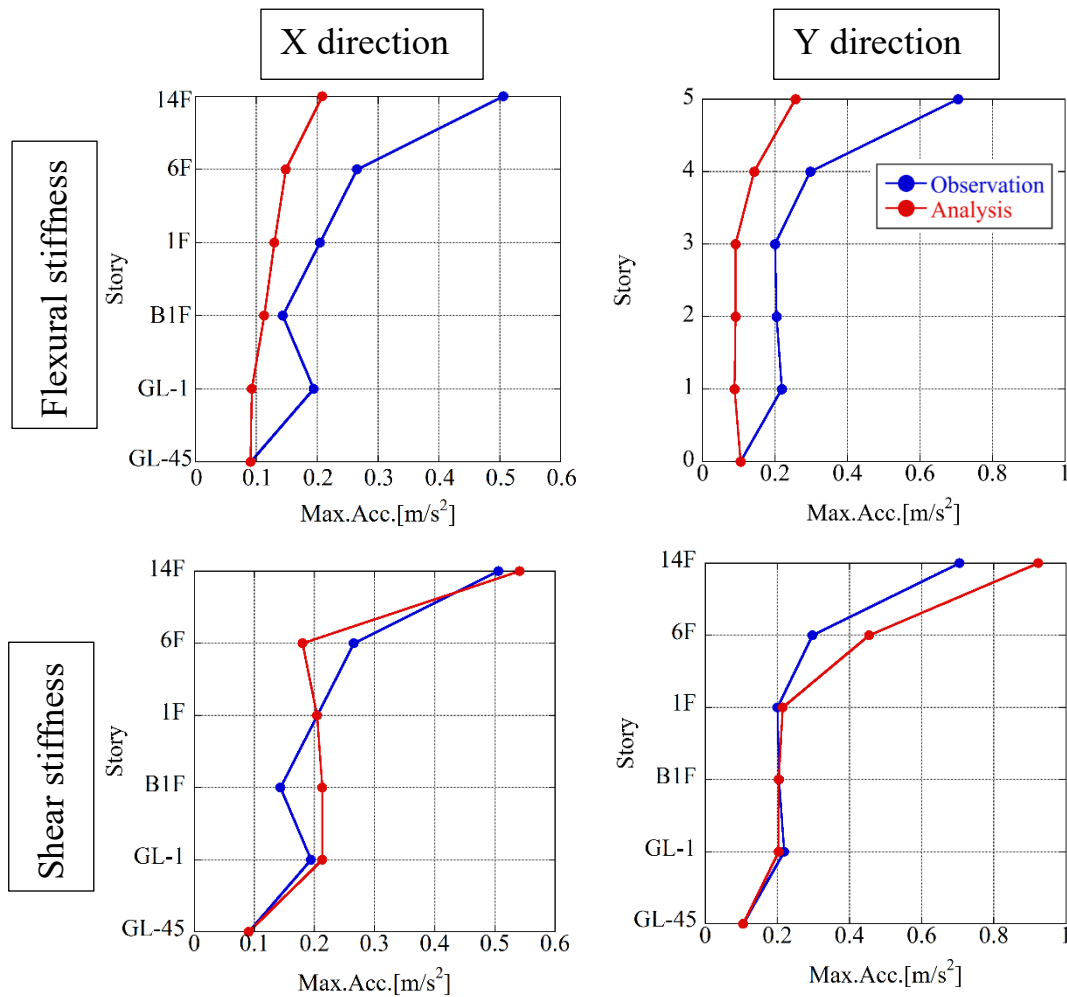 X direction
Y direction
Flexural stiffness
Story
14F
6F
1F
B1F
GL-1
GL-45
0 0.1 0.2 0.3 0.4 0.5 0.6
Max.Acc.[m/s²]
Story
5
4
3
2
1
0
0 0.2 0.4 0.6 0.8 1
Max.Acc.[m/s²]
Observation
Analysis
Shear stiffness
Story
14F
6F
1F
B1F
GL-1
GL-45
0 0.1 0.2 0.3 0.4 0.5 0.6
Max.Acc.[m/s²]
Story
14F
6F
1F
B1F
GL-1
GL-45
0 0.2 0.4 0.6 0.8 1
Max.Acc.[m/s²]